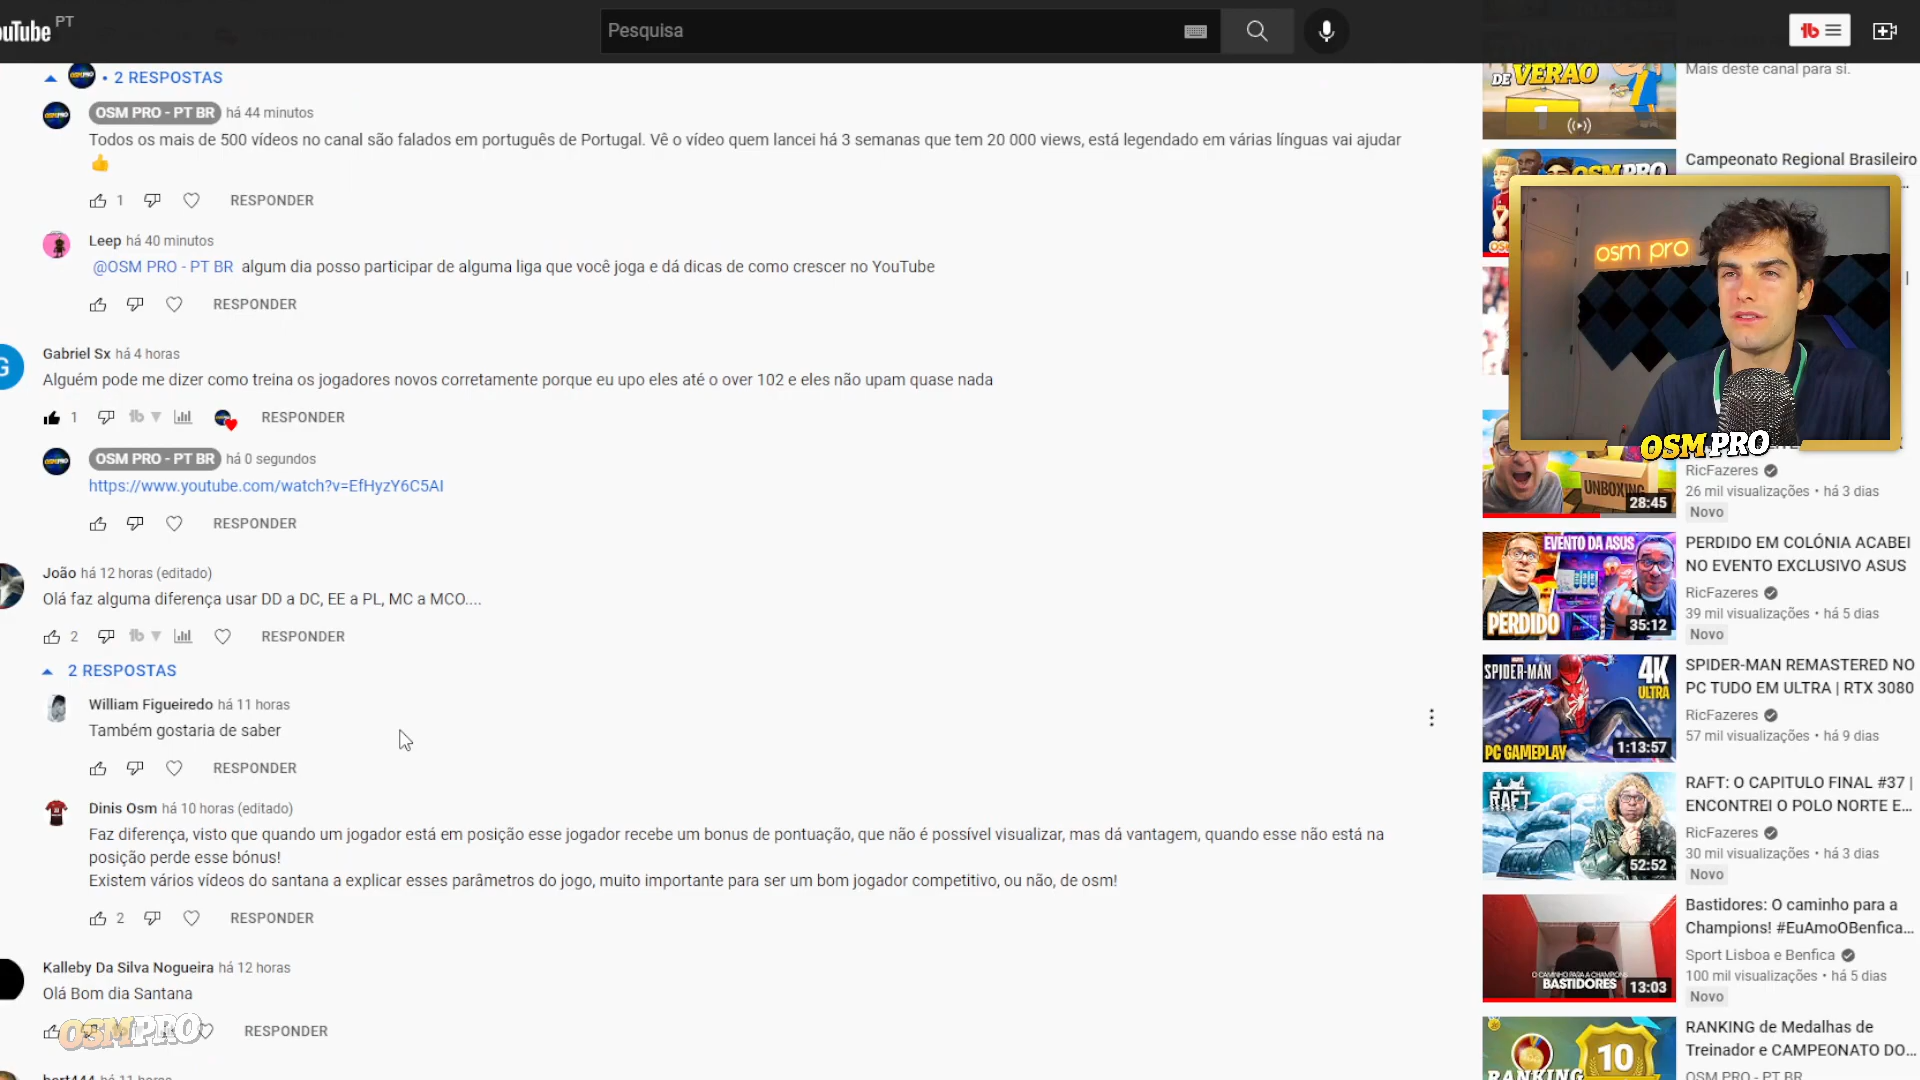 ouTube PT
Pesquisa
• 2 RESPOSTAS
OSM PRO - PT BR há 44 minutos
Todos os mais de 500 vídeos no canal são falados em português de Portugal. Vê o vídeo quem lancei há 3 semanas que tem 20 000 views, está legendado em várias línguas vai ajudar
1 RESPONDER
Leep há 40 minutos
@OSM PRO - PT BR algum dia posso participar de alguma liga que você joga e dá dicas de como crescer no YouTube
RESPONDER
Gabriel Sx há 4 horas
Alguém pode me dizer como treina os jogadores novos corretamente porque eu upo eles até o over 102 e eles não upam quase nada
1 RESPONDER
OSM PRO - PT BR há 0 segundos
https://www.youtube.com/watch?v=EfHyzY6C5AI
RESPONDER
João há 12 horas (editado)
Olá faz alguma diferença usar DD a DC, EE a PL, MC a MCO....
2 RESPONDER
2 RESPOSTAS
William Figueiredo há 11 horas
Também gostaria de saber
RESPONDER
Dinis Osm há 10 horas (editado)
Faz diferença, visto que quando um jogador está em posição esse jogador recebe um bonus de pontuação, que não é possível visualizar, mas dá vantagem, quando esse não está na
posição perde esse bónus!
Existem vários vídeos do santana a explicar esses parâmetros do jogo, muito importante para ser um bom jogador competitivo, ou não, de osm!
2 RESPONDER
Kalleby Da Silva Nogueira há 12 horas
Olá Bom dia Santana
RESPONDER
OSM PRO
bert444 há 11 horas
DE VERÃO
Mais deste canal para si.
Campeonato Regional Brasileiro
osm pro
OSM PRO
UNBOXING
28:45
RicFazeres
26 mil visualizações • há 3 dias
Novo
EVENTO DA ASUS
PERDIDO
35:12
PERDIDO EM COLÓNIA ACABEI
NO EVENTO EXCLUSIVO ASUS
RicFazeres
39 mil visualizações • há 5 dias
Novo
SPIDER-MAN
4K
ULTRA
PC GAMEPLAY
1:13:57
SPIDER-MAN REMASTERED NO
PC TUDO EM ULTRA | RTX 3080
RicFazeres
57 mil visualizações • há 9 dias
RAFT
52:52
RAFT: O CAPITULO FINAL #37 |
ENCONTREI O POLO NORTE E...
RicFazeres
30 mil visualizações • há 3 dias
Novo
O CAMINHO PARA A CHAMPIONS
BASTIDORES
13:03
Bastidores: O caminho para a
Champions! #EuAmoOBenfica...
Sport Lisboa e Benfica
100 mil visualizações • há 5 dias
Novo
10
RANKING
RANKING de Medalhas de
Treinador e CAMPEONATO DO...
OSM PRO - PT BR